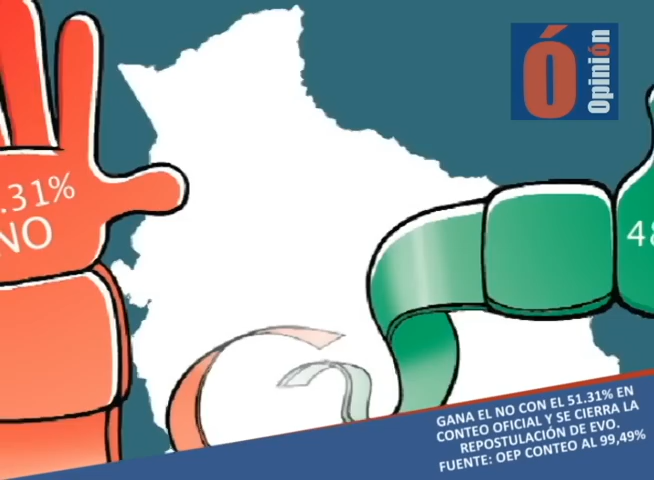 Ó
Opinión
.31%
NO
48
GANA EL NO CON EL 51.31% EN
CONTEO OFICIAL Y SE CIERRA LA
REPOSTULACIÓN DE EVO.
FUENTE: OEP CONTEO AL 99,49%